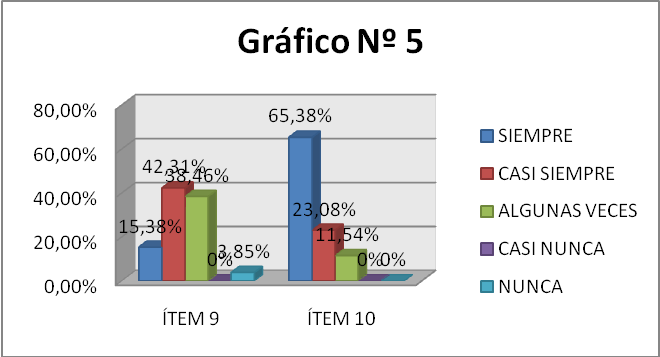 Gráfico Nº 5
80,00%
60,00%
40,00%
20,00%
0,00%
15,38%
42,31%
38,46%
0%
3,85%
65,38%
23,08%
11,54%
0%
0%
ÍTEM 9
ÍTEM 10
SIEMPRE
CASI SIEMPRE
ALGUNAS VECES
CASI NUNCA
NUNCA